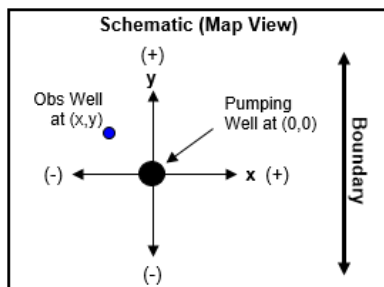 Schematic (Map View)
(+)
y
Obs Well
at (x,y)
Pumping
Well at (0,0)
(-)
x (+)
(-)
Boundary